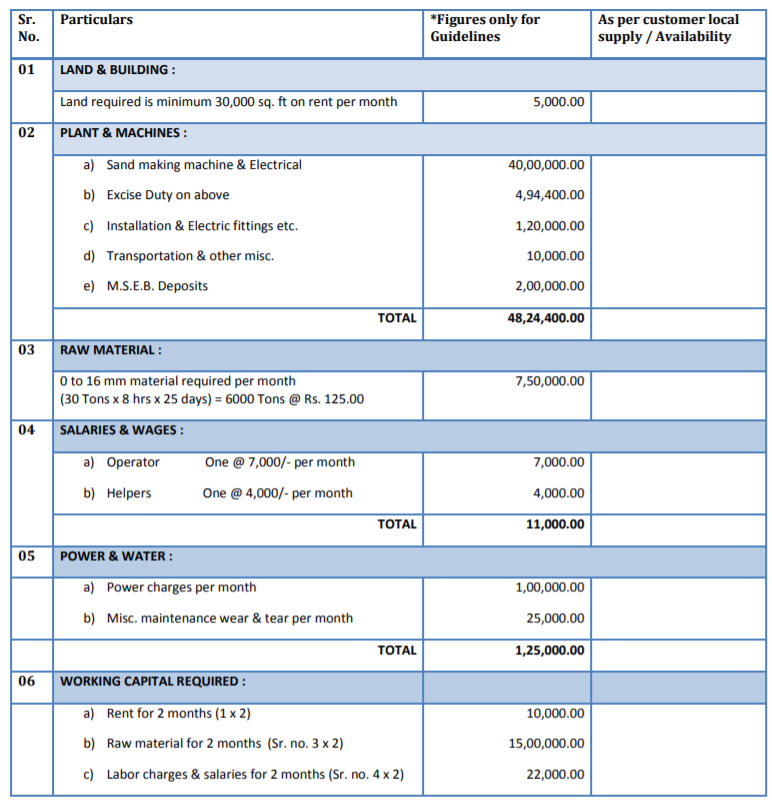 Sr. No. Particulars *Figures only for Guidelines As per customer local supply / Availability
01 LAND & BUILDING :
Land required is minimum 30,000 sq. ft on rent per month 5,000.00
02 PLANT & MACHINES :
a) Sand making machine & Electrical 40,00,000.00
b) Excise Duty on above 4,94,400.00
c) Installation & Electric fittings etc. 1,20,000.00
d) Transportation & other misc. 10,000.00
e) M.S.E.B. Deposits 2,00,000.00
TOTAL 48,24,400.00
03 RAW MATERIAL :
0 to 16 mm material required per month 7,50,000.00
(30 Tons x 8 hrs x 25 days) = 6000 Tons @ Rs. 125.00
04 SALARIES & WAGES :
a) Operator One @ 7,000/- per month 7,000.00
b) Helpers One @ 4,000/- per month 4,000.00
TOTAL 11,000.00
05 POWER & WATER :
a) Power charges per month 1,00,000.00
b) Misc. maintenance wear & tear per month 25,000.00
TOTAL 1,25,000.00
06 WORKING CAPITAL REQUIRED :
a) Rent for 2 months (1 x 2) 10,000.00
b) Raw material for 2 months (Sr. no. 3 x 2) 15,00,000.00
c) Labor charges & salaries for 2 months (Sr. no. 4 x 2) 22,000.00